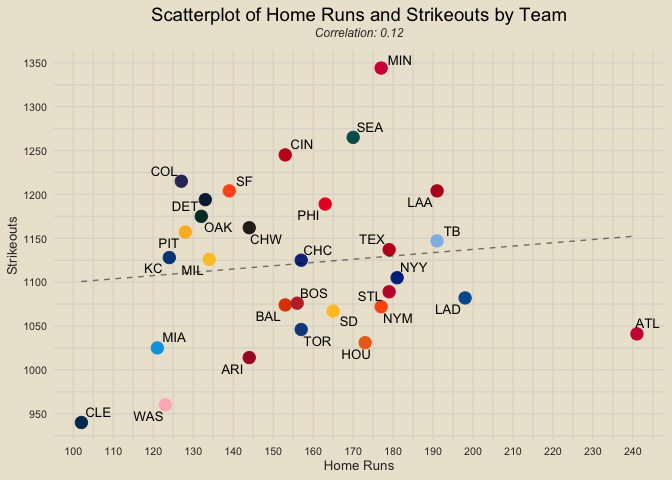 Scatterplot of Home Runs and Strikeouts by Team
Correlation: 0.12
MIN
SEA
CIN
COL
SF
DET
PHI
LAA
OAK
CHW
PIT
TEX
TB
CHC
KC
MIL
NYY
BOS
STL
LAD
BAL
SD
NYM
ATL
MIA
TOR
HOU
ARI
CLE
WAS
1350
1300
1250
1200
1150
1100
1050
1000
950
Strikeouts
100 110 120 130 140 150 160 170 180 190 200 210 220 230 240
Home Runs